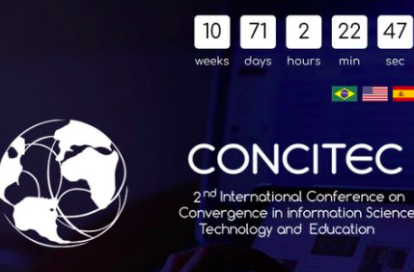 10 71 2 22 47
weeks days hours min sec
CONCITEC
2nd International Conference on
Convergence in information Science
Technology and Education